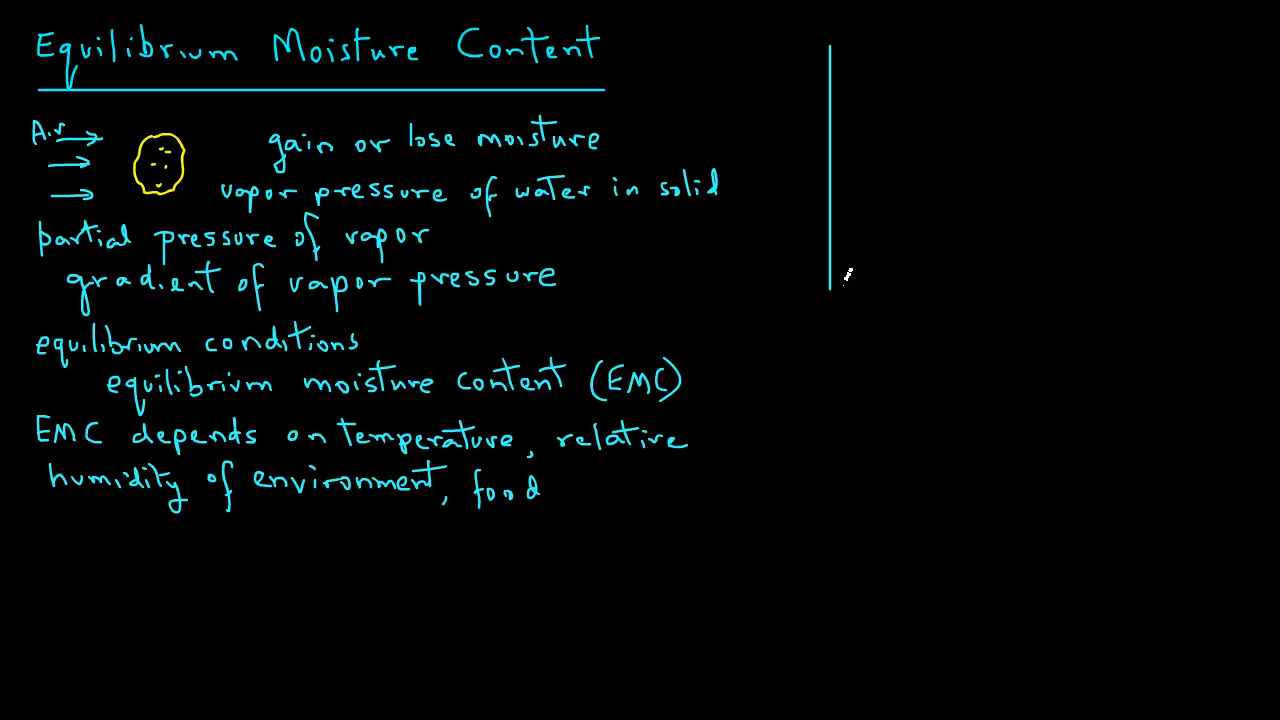 Equilibrium Moisture Content
Air
gain or lose moisture
vapor pressure of water in solid
partial pressure of vapor
gradient of vapor pressure
equilibrium conditions
equilibrium moisture content (EMC)
EMC depends on temperature, relative
humidity of environment, food